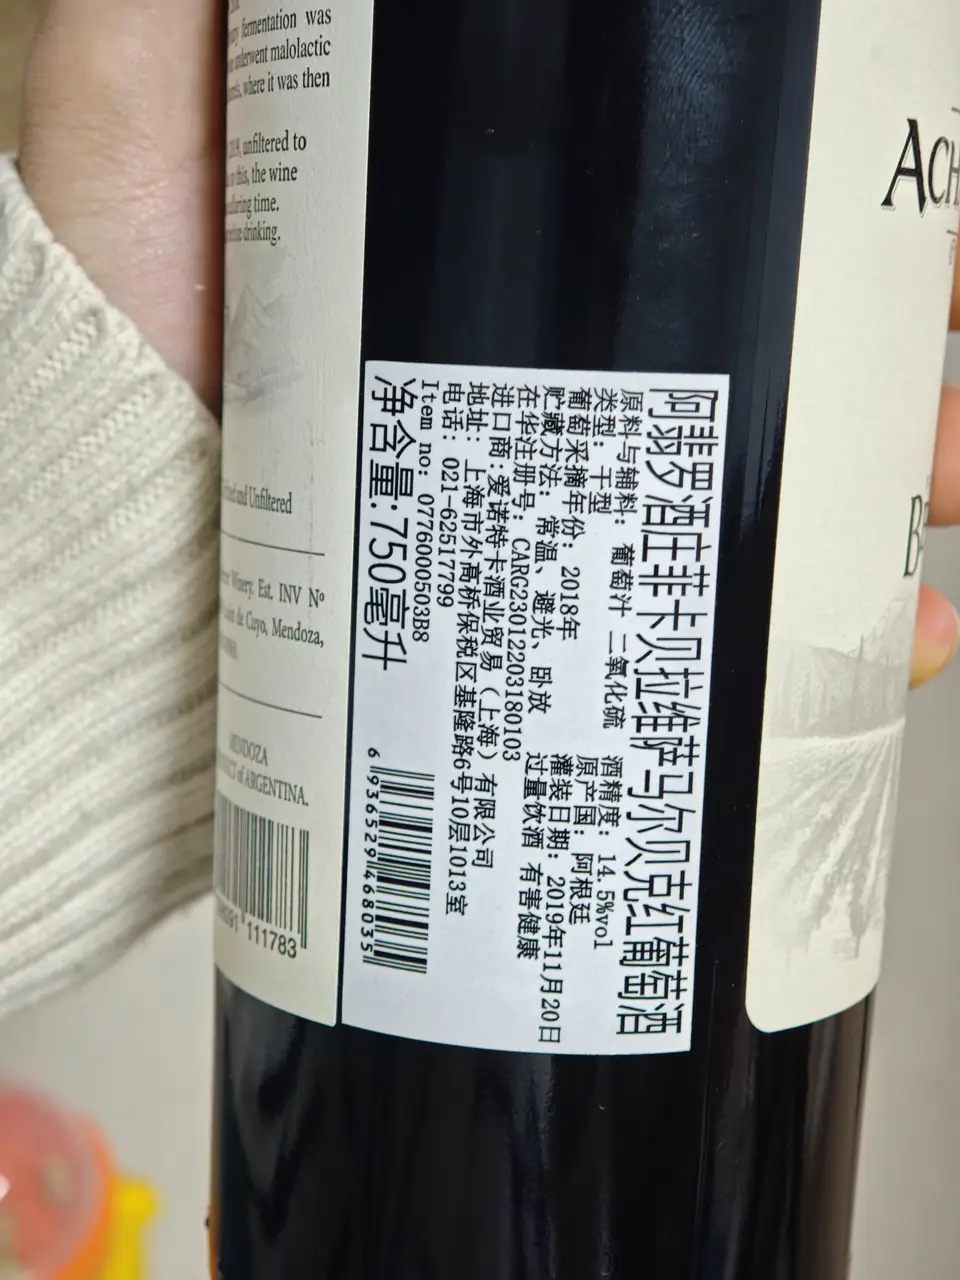 fermentation was
underwent malolactic
where it was then
unfiltered to
this, the wine
time.
drinking.
and Unfiltered
Winery. Est. INV Nº
de Cuyo, Mendoza,
MENDOZA
of ARGENTINA.
111783
阿翡罗酒庄菲卡贝拉维萨马尔贝克红葡萄酒
原料与辅料: 葡萄汁 二氧化硫 酒精度: 14.5%vol
类型: 干型 原产国: 阿根廷
葡萄采摘年份: 2018年 灌装日期: 2019年11月20日
贮藏方法: 常温、避光、卧放 过量饮酒 有害健康
在华注册号: CARG23012203180103
进口商:爱诺特卡酒业贸易(上海)有限公司
地址: 上海市外高桥保税区基隆路6号10层1013室
电话: 021-62517799
Item no: 0776000503B8
净含量:750毫升
6 936529 468035
ACH
B